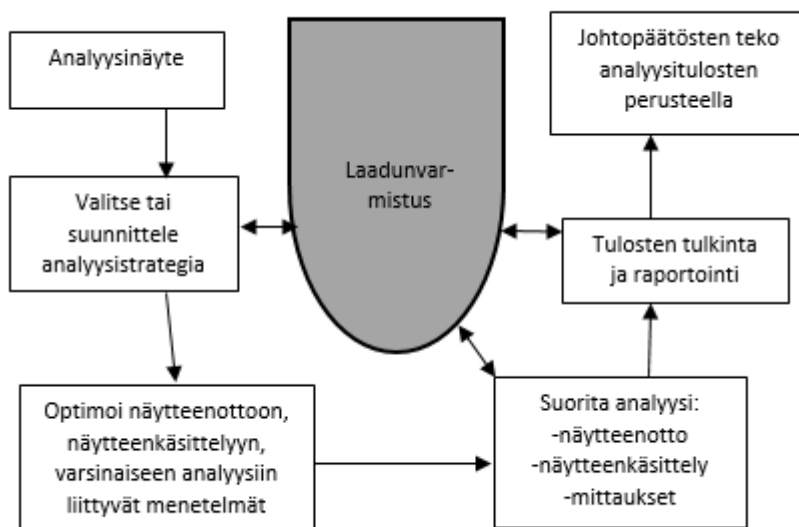 Analyysinäyte
Valitse tai
suunnittele
analyysistrategia
Optimoi näytteenottoon,
näytteenkäsittelyyn,
varsinaiseen analyysiin
liittyvät menetelmät
Laadunvar-
mistus
Suorita analyysi:
-näytteenotto
-näytteenkäsittely
-mittaukset
Tulosten tulkinta
ja raportointi
Johtopäätösten teko
analyysitulosten
perusteella